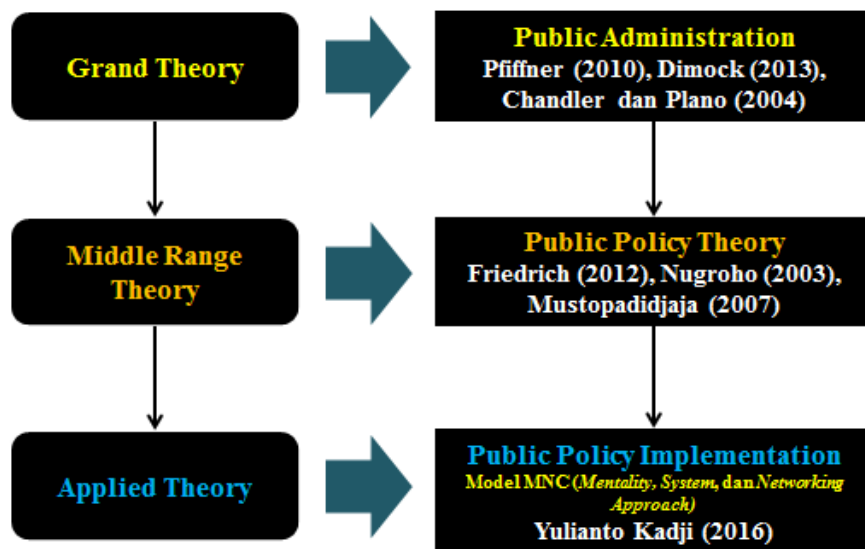 Grand Theory
Public Administration
Pfiffner (2010), Dimock (2013),
Chandler dan Plano (2004)
Middle Range
Theory
Public Policy Theory
Friedrich (2012), Nugroho (2003),
Mustopadidjaja (2007)
Applied Theory
Public Policy Implementation
Model MNC (Mentality, System, dan Networking
Approach)
Yulianto Kadji (2016)